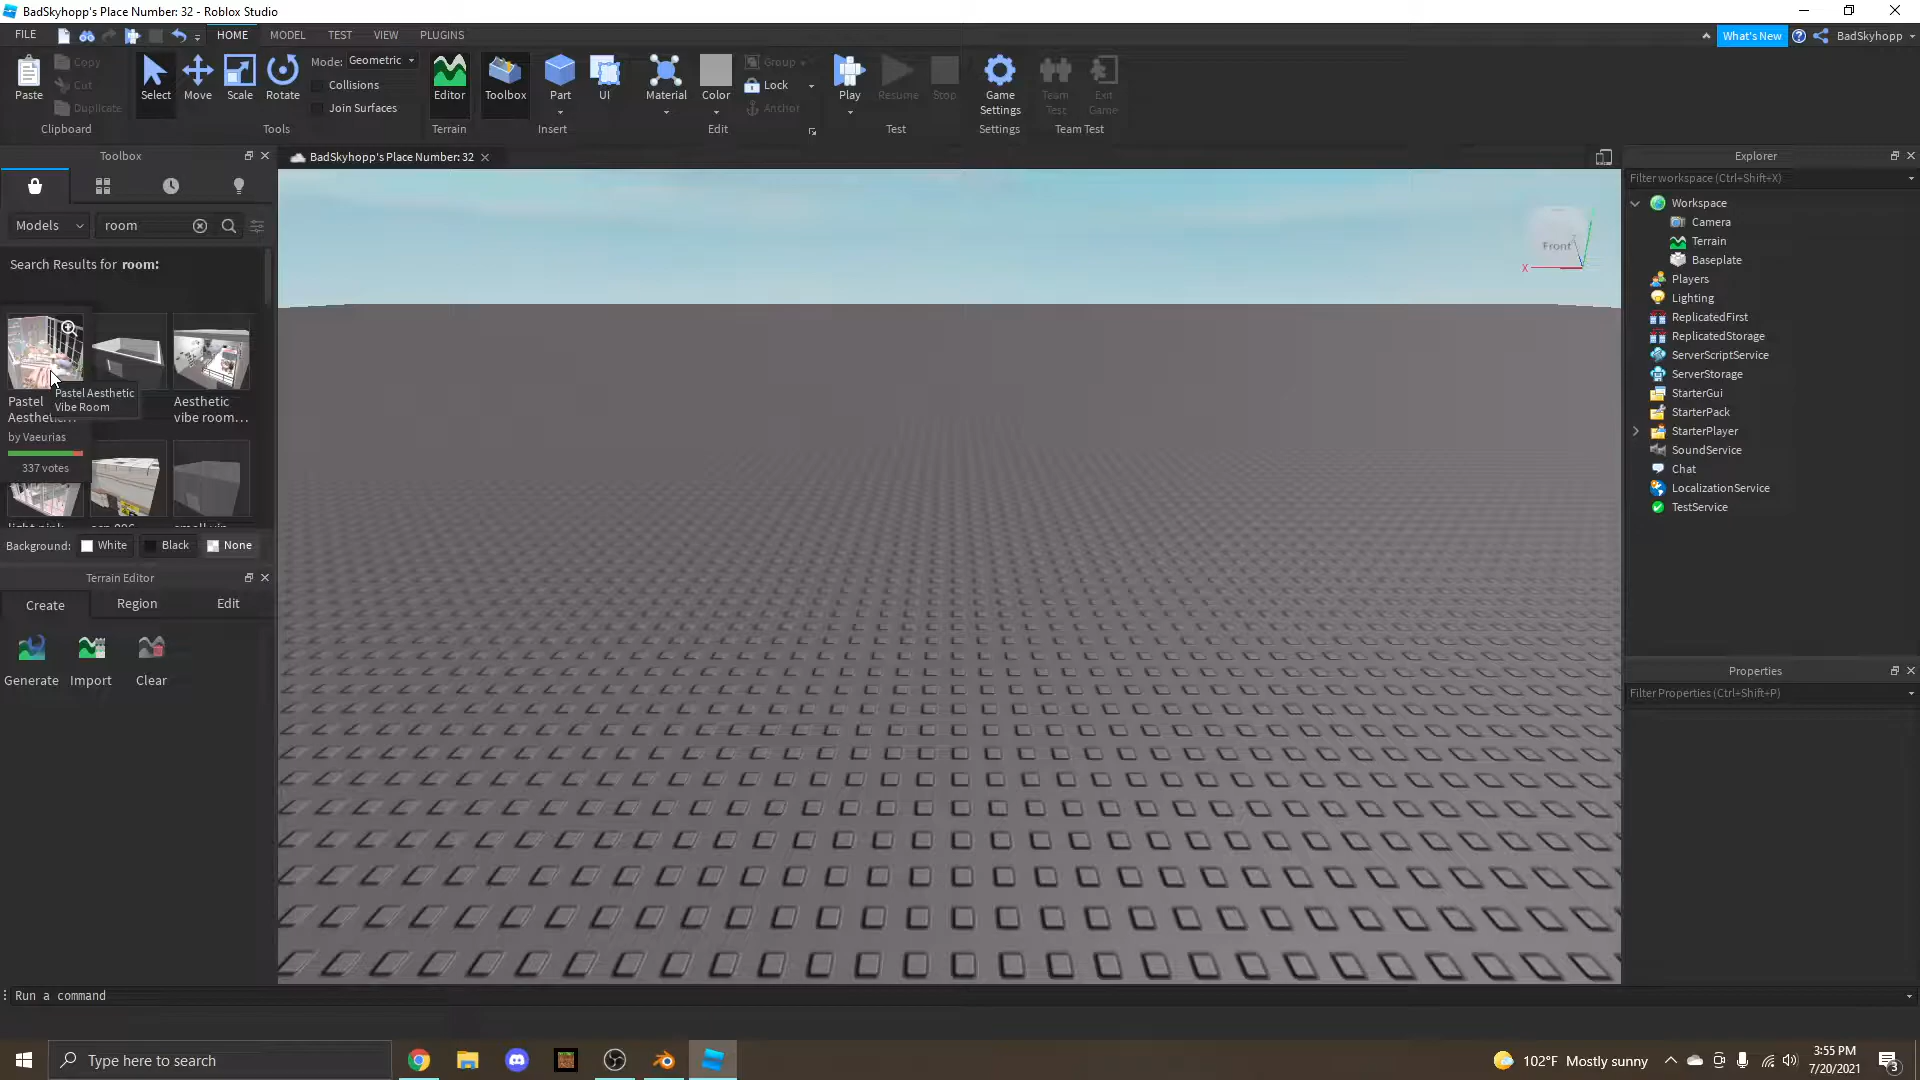 BadSkyhopp's Place Number: 32 - Roblox Studio
FILE HOME MODEL TEST VIEW PLUGINS What's New BadSkyhopp
Paste
Copy
Cut
Duplicate
Clipboard
Select Move Scale Rotate
Mode: Geometric
Collisions
Join Surfaces
Tools
Editor
Terrain
Toolbox Part UI
Insert
Material Color
Group
Lock
Anchor
Edit
Play Resume Stop
Test
Game Settings
Settings
Team Test
Exit Game
Team Test
Toolbox
BadSkyhopp's Place Number: 32
Models room
Search Results for room:
Pastel
Aesthetic...
by Vaeurias
337 votes
Pastel Aesthetic
Vibe Room
Aesthetic
vibe room...
Background: White Black None
Terrain Editor
Create Region Edit
Generate Import Clear
Front
X
Explorer
Filter workspace (Ctrl+Shift+X)
Workspace
Camera
Terrain
Baseplate
Players
Lighting
ReplicatedFirst
ReplicatedStorage
ServerScriptService
ServerStorage
StarterGui
StarterPack
StarterPlayer
SoundService
Chat
LocalizationService
TestService
Properties
Filter Properties (Ctrl+Shift+P)
Run a command
Type here to search
102°F Mostly sunny
3:55 PM
7/20/2021
3